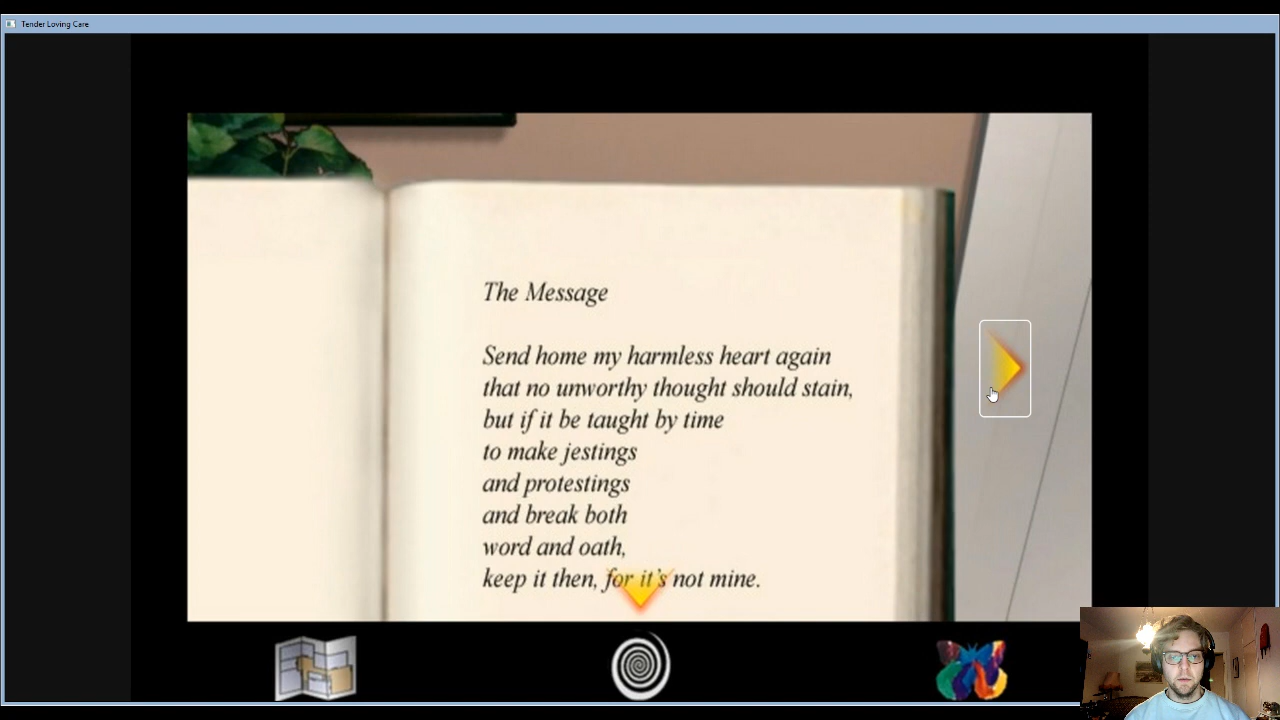 Tender Loving Care
The Message
Send home my harmless heart again
that no unworthy thought should stain,
but if it be taught by time
to make jestings
and protestings
and break both
word and oath,
keep it then, for it's not mine.